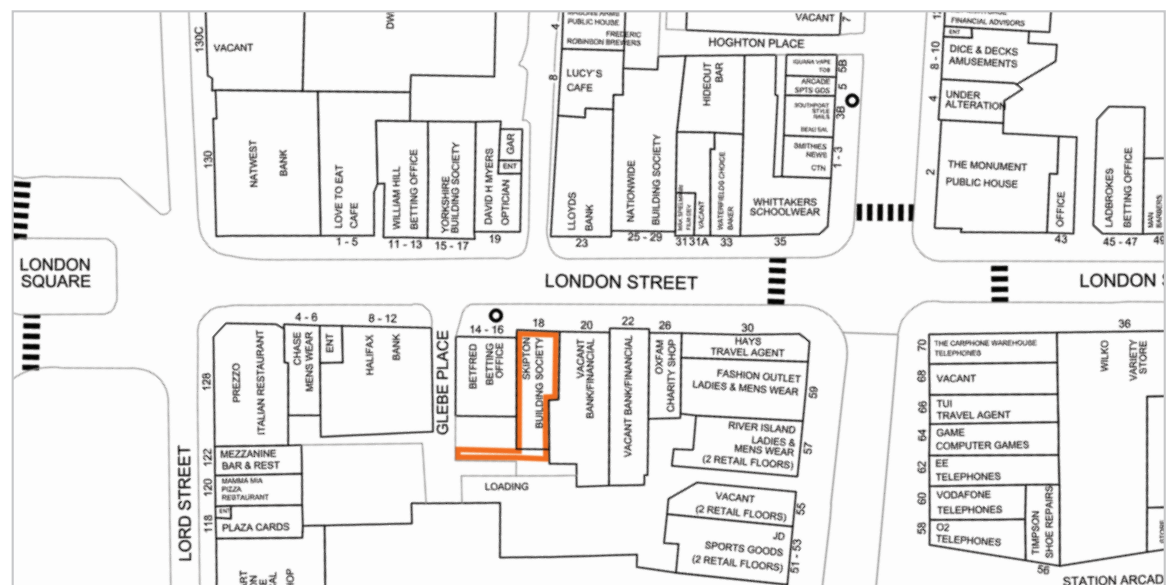 130C
VACANT
4
PUBLIC HOUSE
FREDERIC
ROBINSON BREWERS
VACANT
7
HOGHTON PLACE
FINANCIAL ADVISORS
ENT
8 - 10
DICE & DECKS
AMUSEMENTS
8
LUCY'S
CAFE
HIDEOUT
BAR
IGUANA VAPE
TOB
5B
ARCADE
SPTS GDS
5
SOUTHPORT
STYLE
NAILS
3B
BEAU SAL
SMITHIES
NEWS
CTN
1 - 3
4
UNDER
ALTERATION
130
NATWEST
BANK
LOVE TO EAT
CAFE
1 - 5
WILLIAM HILL
BETTING OFFICE
11 - 13
YORKSHIRE
BUILDING SOCIETY
15 - 17
DAVID H MYERS
OPTICIAN
GAR
ENT
19
LLOYDS
BANK
23
NATIONWIDE
BUILDING SOCIETY
25 - 29
MAX SPIELMANN
FILM DEV
31
VACANT
31A
WATERFIELDS CHOICE
BAKER
33
WHITTAKERS
SCHOOLWEAR
35
2
THE MONUMENT
PUBLIC HOUSE
OFFICE
43
LADBROKES
BETTING OFFICE
45 - 47
BARBERS
49
LONDON
SQUARE
LONDON STREET
LONDON S
128
PREZZO
ITALIAN RESTAURANT
4 - 6
CHASE
MENS WEAR
ENT
8 - 12
HALIFAX
BANK
GLEBE PLACE
14 - 16
BETFRED
BETTING
OFFICE
18
SKIPTON
BUILDING SOCIETY
20
VACANT
BANK/FINANCIAL
22
VACANT BANK/FINANCIAL
26
OXFAM
CHARITY SHOP
30
HAYS
TRAVEL AGENT
FASHION OUTLET
LADIES & MENS WEAR
59
RIVER ISLAND
LADIES &
MENS WEAR
(2 RETAIL FLOORS)
57
VACANT
(2 RETAIL FLOORS)
55
JD
SPORTS GOODS
(2 RETAIL FLOORS)
51 - 53
LOADING
LORD STREET
122
MEZZANINE
BAR & REST
120
MAMMA MIA
PIZZA
RESTAURANT
ENT
118
PLAZA CARDS
70
THE CARPHONE WAREHOUSE
TELEPHONES
68
VACANT
66
TUI
TRAVEL AGENT
64
GAME
COMPUTER GAMES
62
EE
TELEPHONES
60
VODAFONE
TELEPHONES
58
O2
TELEPHONES
TIMPSON
SHOE REPAIRS
56
36
WILKO
VARIETY
STORE
STATION ARCAD